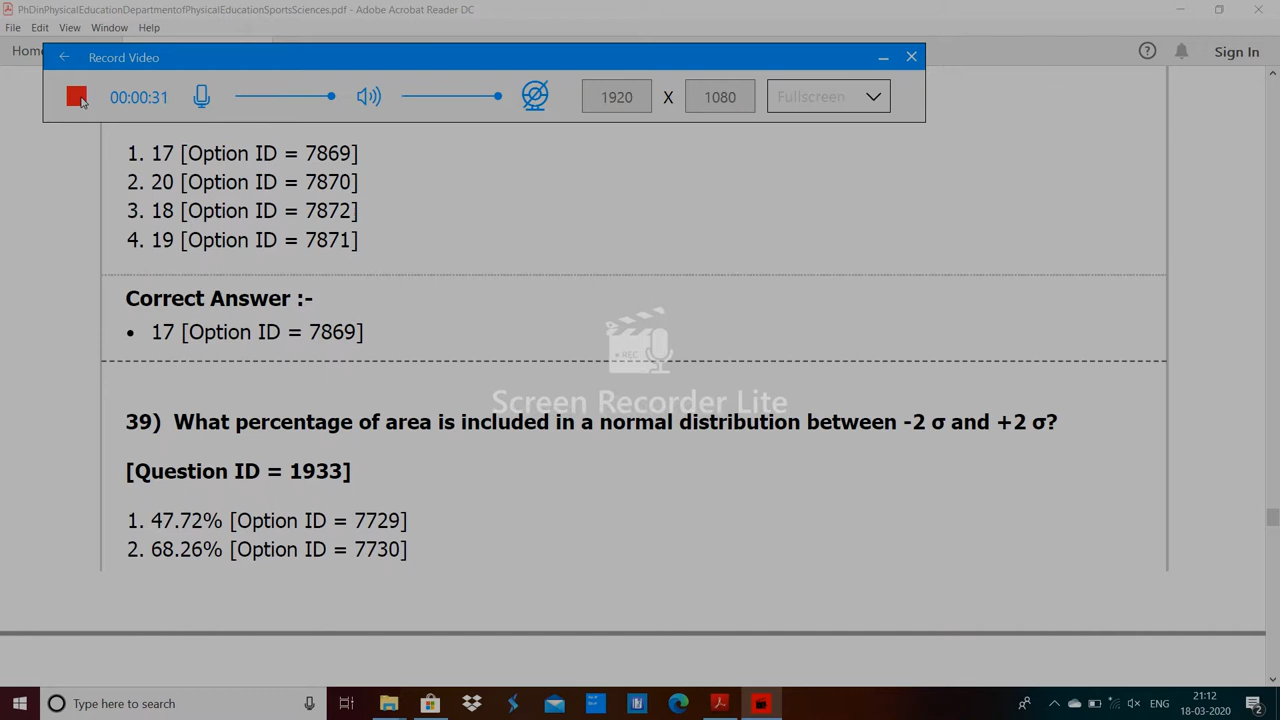 PhDinPhysicalEducationDepartmentofPhysicalEducationSportsSciences.pdf - Adobe Acrobat Reader DC
File Edit View Window Help
Hom
Sign In
Record Video
00:00:31
1920 X 1080 Fullscreen
1. 17 [Option ID = 7869]
2. 20 [Option ID = 7870]
3. 18 [Option ID = 7872]
4. 19 [Option ID = 7871]
Correct Answer :-
• 17 [Option ID = 7869]
REC
Screen Recorder Lite
39) What percentage of area is included in a normal distribution between -2 σ and +2 σ?
[Question ID = 1933]
1. 47.72% [Option ID = 7729]
2. 68.26% [Option ID = 7730]
Type here to search
21:12
18-03-2020
2